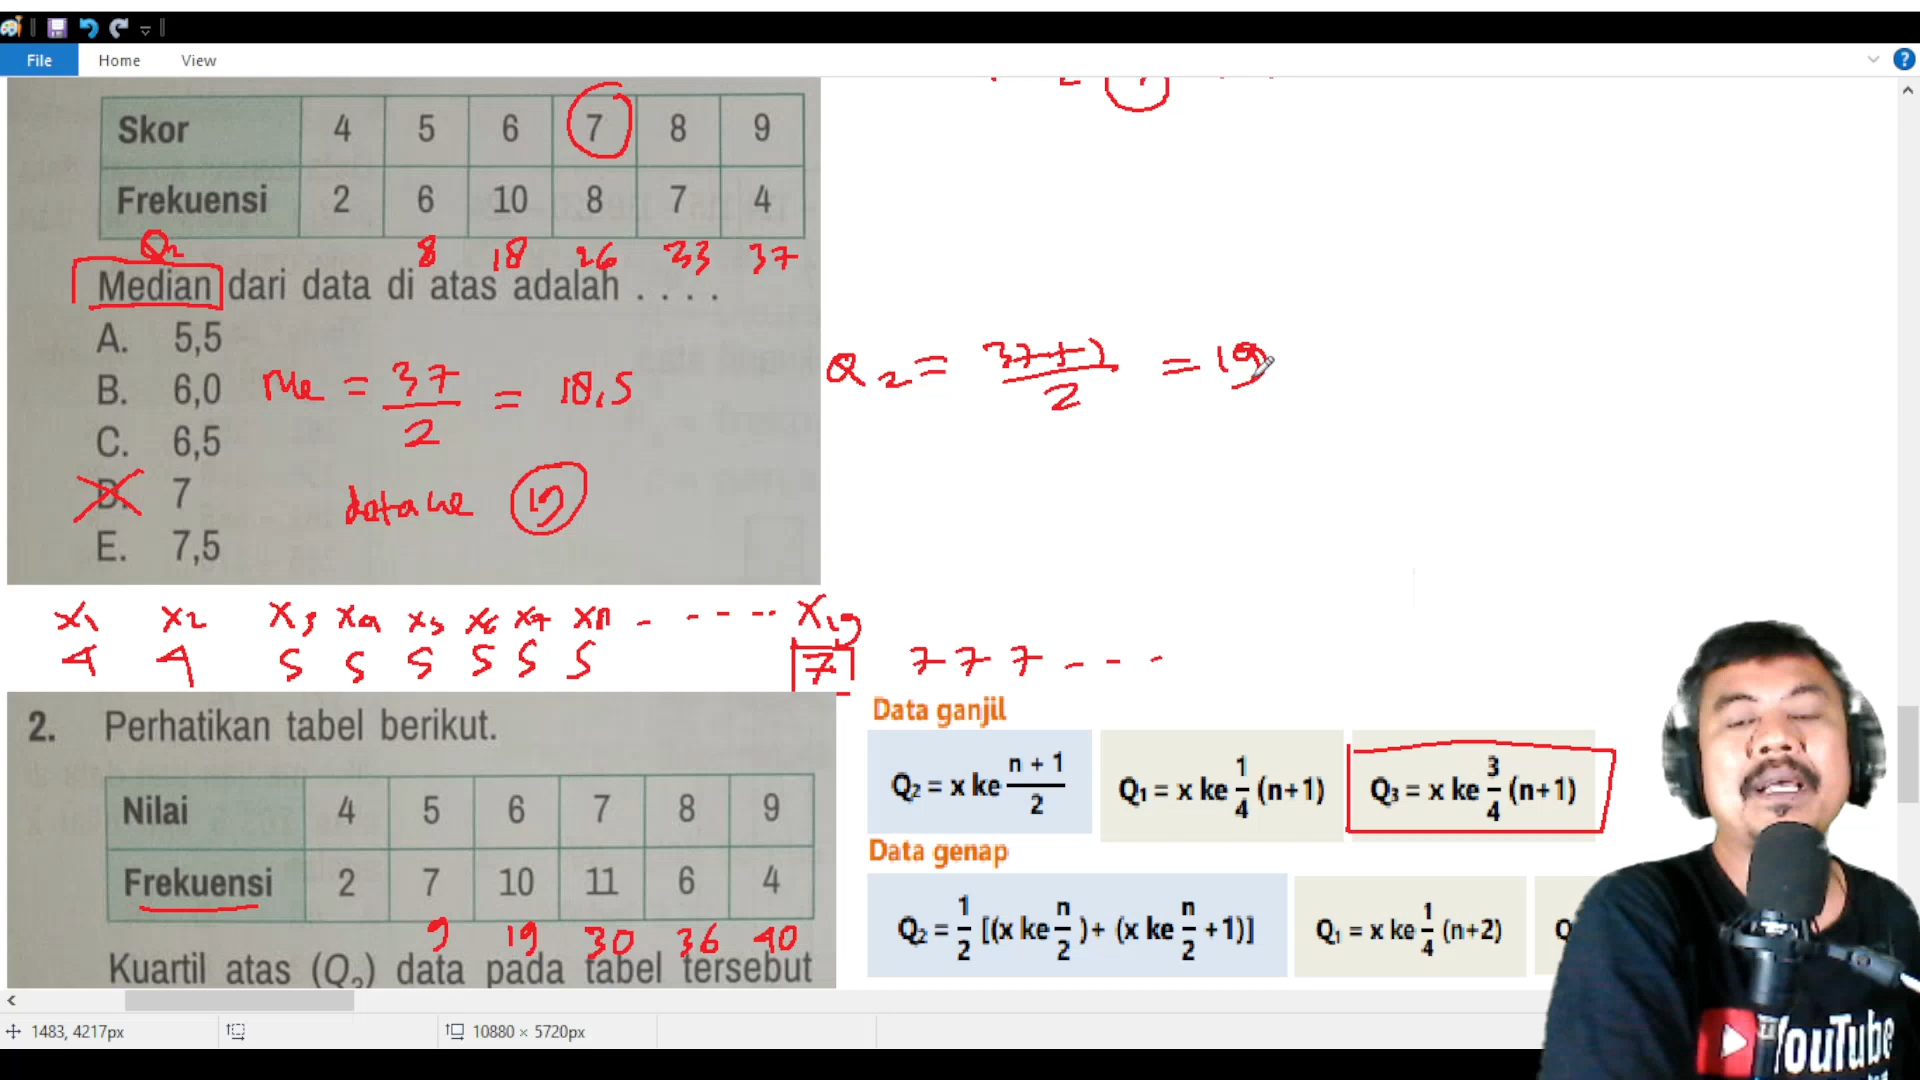 File Home View
Skor 4 5 6 7 8 9
Frekuensi 2 6 10 8 7 4
Q2 8 18 26 33 37
Median dari data di atas adalah . . . .
A. 5,5
B. 6,0
C. 6,5
D. 7
E. 7,5
Me = 37/2 = 18,5
data ke 19
Q2 = 37+1/2 = 19
x1 x2 x3 x4 x5 x6 x7 x8 - - - - - x19
4 4 5 5 5 5 5 5 7 7 7 7 - - -
2. Perhatikan tabel berikut.
Nilai 4 5 6 7 8 9
Frekuensi 2 7 10 11 6 4
9 19 30 36 40
Kuartil atas (Q3) data pada tabel tersebut
Data ganjil
Q2 = x ke n + 1/2
Q1 = x ke 1/4 (n+1)
Q3 = x ke 3/4 (n+1)
Data genap
Q2 = 1/2 [(x ke n/2 )+ (x ke n/2 +1)]
Q1 = x ke 1/4 (n+2)
Q
1483, 4217px
10880 × 5720px
YouTube